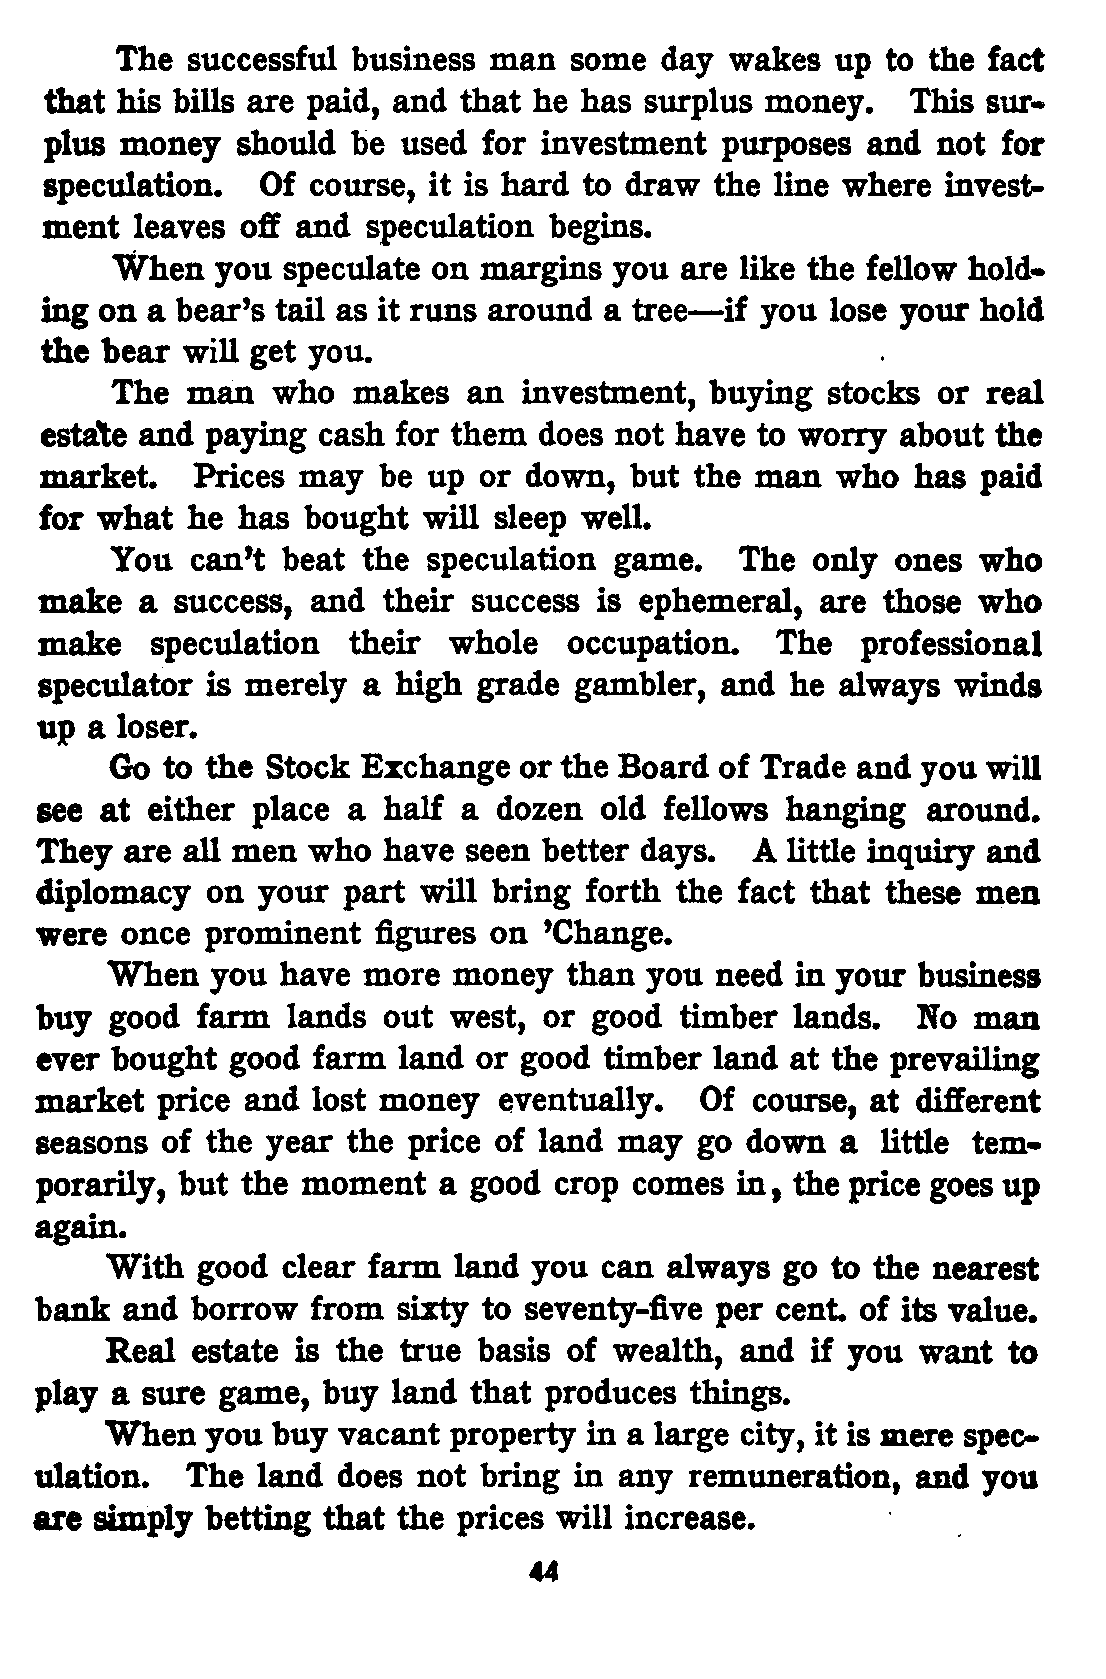 The successful business man some day wakes up to the fact
that his bills are paid, and that he has surplus money. This sur-
plus money should be used for investment purposes and not for
speculation. Of course, it is hard to draw the line where invest-
ment leaves off and speculation begins.
When you speculate on margins you are like the fellow hold-
ing on a bear's tail as it runs around a tree—if you lose your hold
the bear will get you.
The man who makes an investment, buying stocks or real
estate and paying cash for them does not have to worry about the
market. Prices may be up or down, but the man who has paid
for what he has bought will sleep well.
You can't beat the speculation game. The only ones who
make a success, and their success is ephemeral, are those who
make speculation their whole occupation. The professional
speculator is merely a high grade gambler, and he always winds
up a loser.
Go to the Stock Exchange or the Board of Trade and you will
see at either place a half a dozen old fellows hanging around.
They are all men who have seen better days. A little inquiry and
diplomacy on your part will bring forth the fact that these men
were once prominent figures on 'Change.
When you have more money than you need in your business
buy good farm lands out west, or good timber lands. No man
ever bought good farm land or good timber land at the prevailing
market price and lost money eventually. Of course, at different
seasons of the year the price of land may go down a little tem-
porarily, but the moment a good crop comes in, the price goes up
again.
With good clear farm land you can always go to the nearest
bank and borrow from sixty to seventy-five per cent. of its value.
Real estate is the true basis of wealth, and if you want to
play a sure game, buy land that produces things.
When you buy vacant property in a large city, it is mere spec-
ulation. The land does not bring in any remuneration, and you
are simply betting that the prices will increase.
44